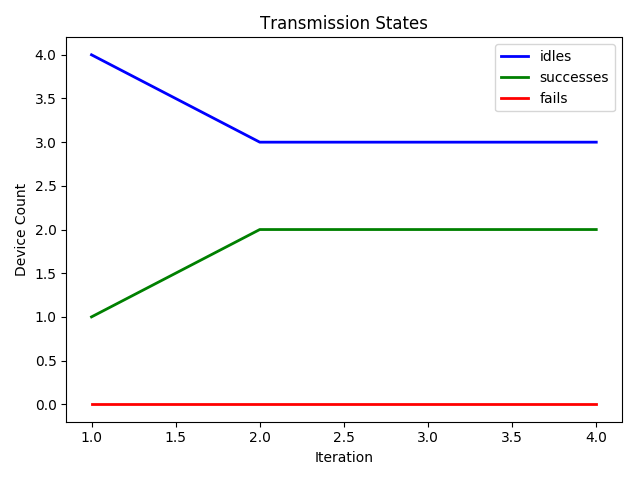 Transmission States
idles
successes
fails
4.0
3.5
3.0
2.5
2.0
1.5
1.0
0.5
0.0
Device Count
1.0 1.5 2.0 2.5 3.0 3.5 4.0
Iteration